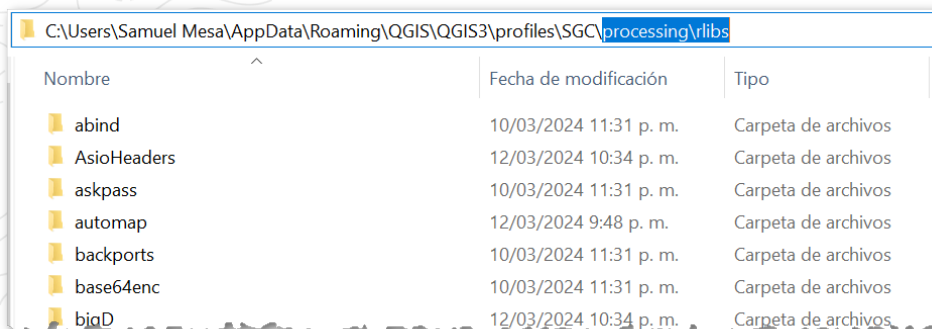 C:\Users\Samuel Mesa\AppData\Roaming\QGIS\QGIS3\profiles\SGC\processing\rlibs
Nombre Fecha de modificación Tipo
abind 10/03/2024 11:31 p. m. Carpeta de archivos
AsioHeaders 12/03/2024 10:34 p. m. Carpeta de archivos
askpass 10/03/2024 11:31 p. m. Carpeta de archivos
automap 12/03/2024 9:48 p. m. Carpeta de archivos
backports 10/03/2024 11:31 p. m. Carpeta de archivos
base64enc 10/03/2024 11:31 p. m. Carpeta de archivos
bigD 12/03/2024 10:34 p. m. Carpeta de archivos